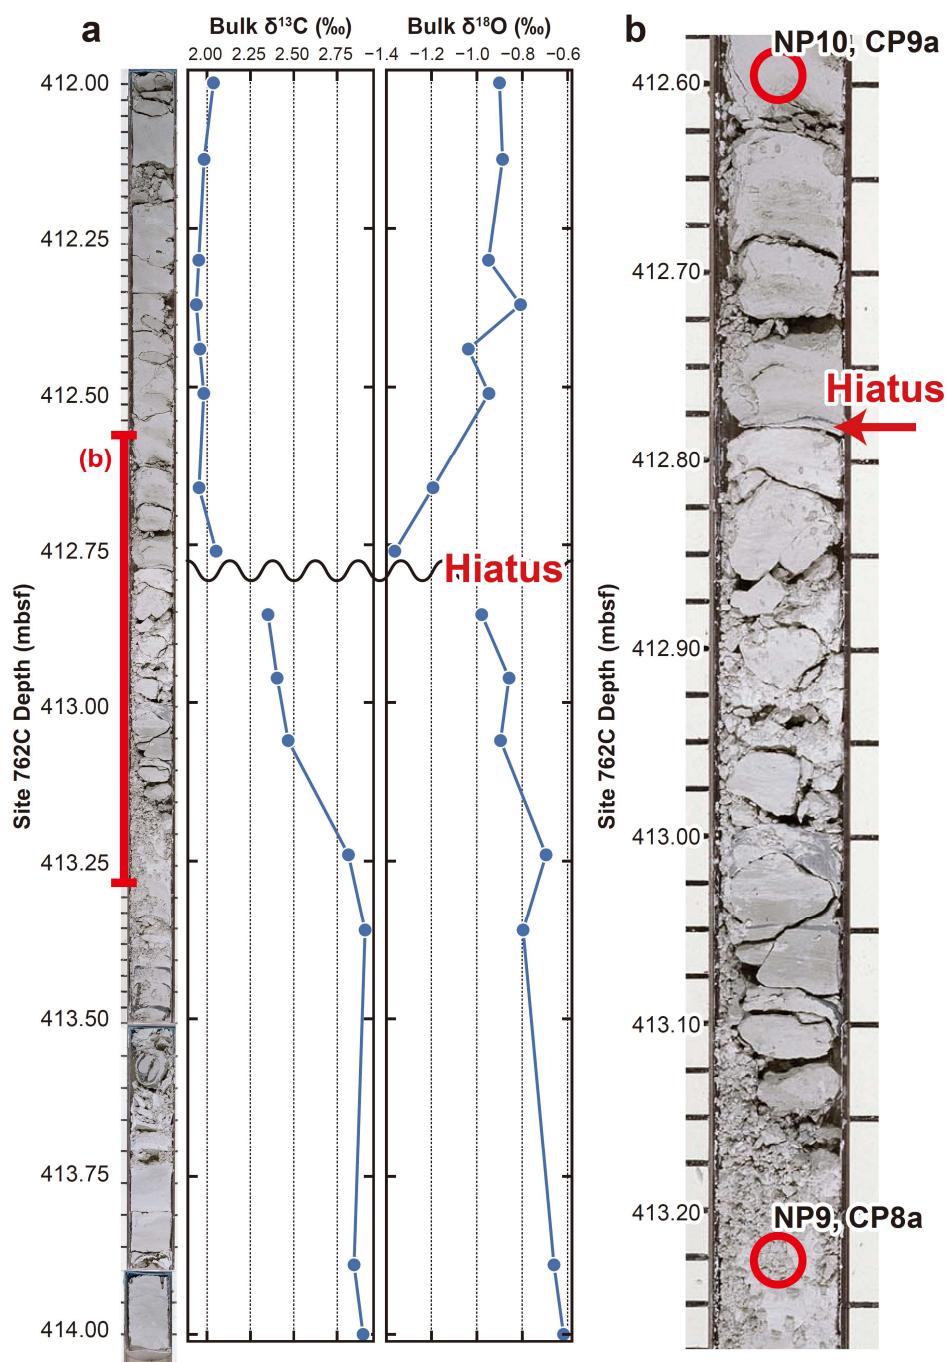 a
Bulk δ¹³C (‰)
Bulk δ¹⁸O (‰)
2.00 2.25 2.50 2.75
−1.4 −1.2 −1.0 −0.8 −0.6
412.00
412.25
412.50
(b)
412.75
413.00
413.25
413.50
413.75
414.00
Site 762C Depth (mbsf)
Hiatus
b
NP10, CP9a
412.60
412.70
Hiatus
412.80
412.90
413.00
413.10
413.20
NP9, CP8a
Site 762C Depth (mbsf)